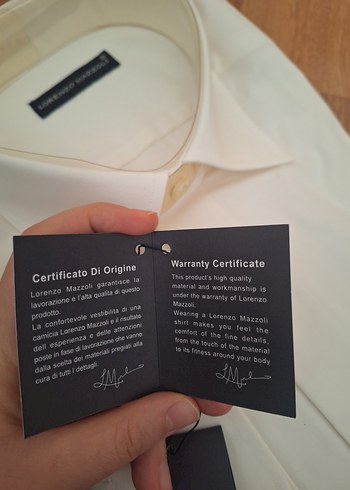 LORENZO MAZZOLI
Certificato Di Origine
Lorenzo Mazzoli garantisce la
lavorazione e l'alta qualita di questo
prodotto.
La confortevole vestibilita di una
camicia Lorenzo Mazzoli e il risultato
dell esperienza e delle attenzioni
poste in fase di lavorazione che vanno
dalla scelta dei materiali pregiati alla
cura di tutti I dettagli.
Warranty Certificate
This product's high quality
material and workmanship is
under the warranty of Lorenzo
Mazzoli.
Wearing a Lorenzo Mazzoli
shirt makes you feel the
comfort of the fine details,
from the touch of the material
to its fitness around your body